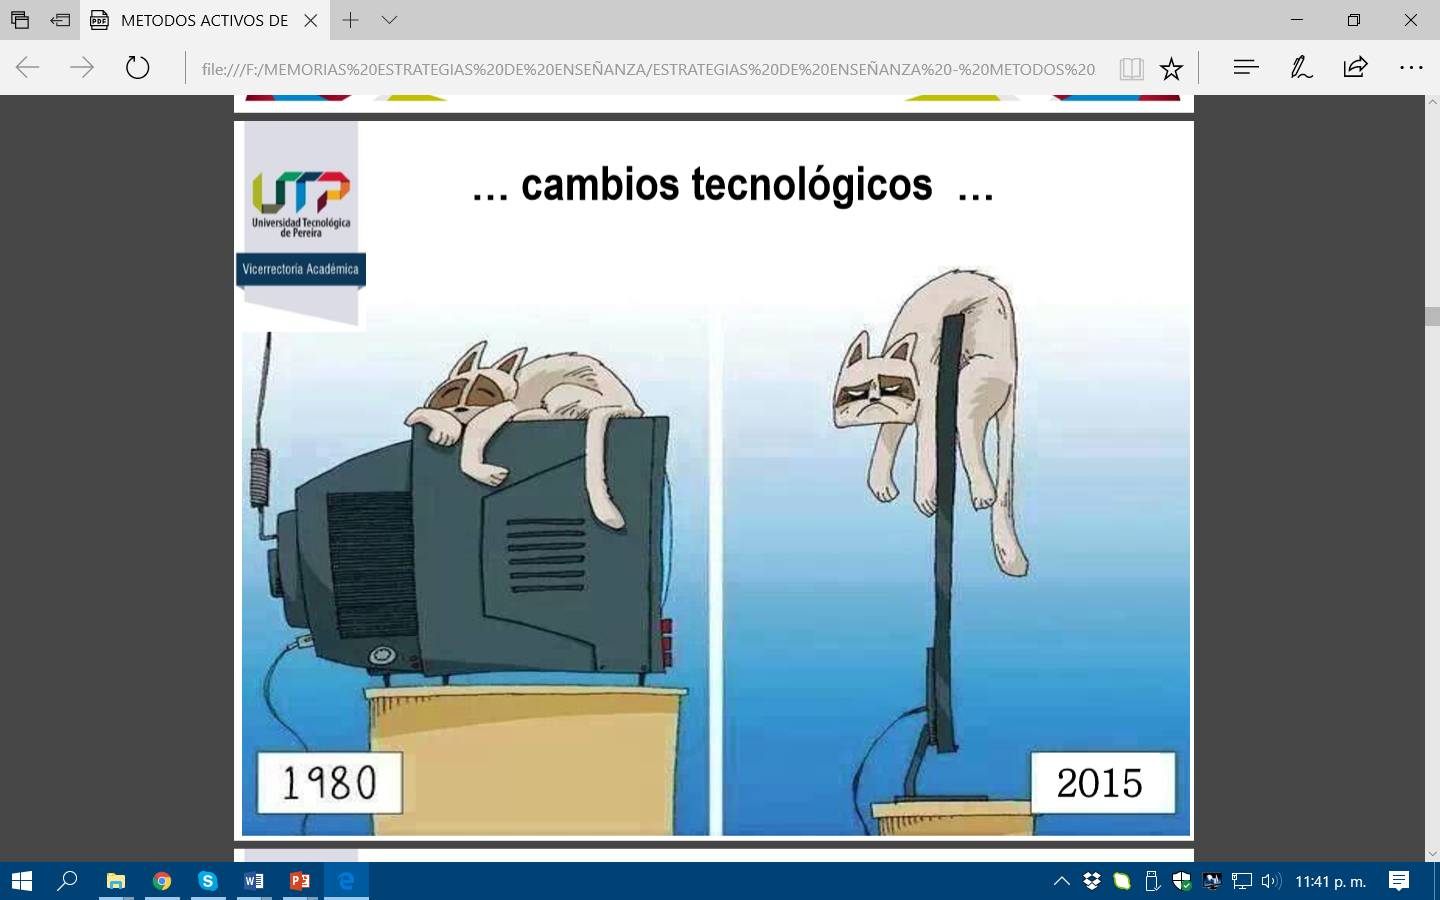 METODOS ACTIVOS DE
file:///F:/MEMORIAS%20ESTRATEGIAS%20DE%20ENSEÑANZA/ESTRATEGIAS%20DE%20ENSEÑANZA%20-%20METODOS%20.
UTP
Universidad Tecnológica
de Pereira
Vicerrectoría Académica
... cambios tecnológicos ...
1980
2015
11:41 p. m.